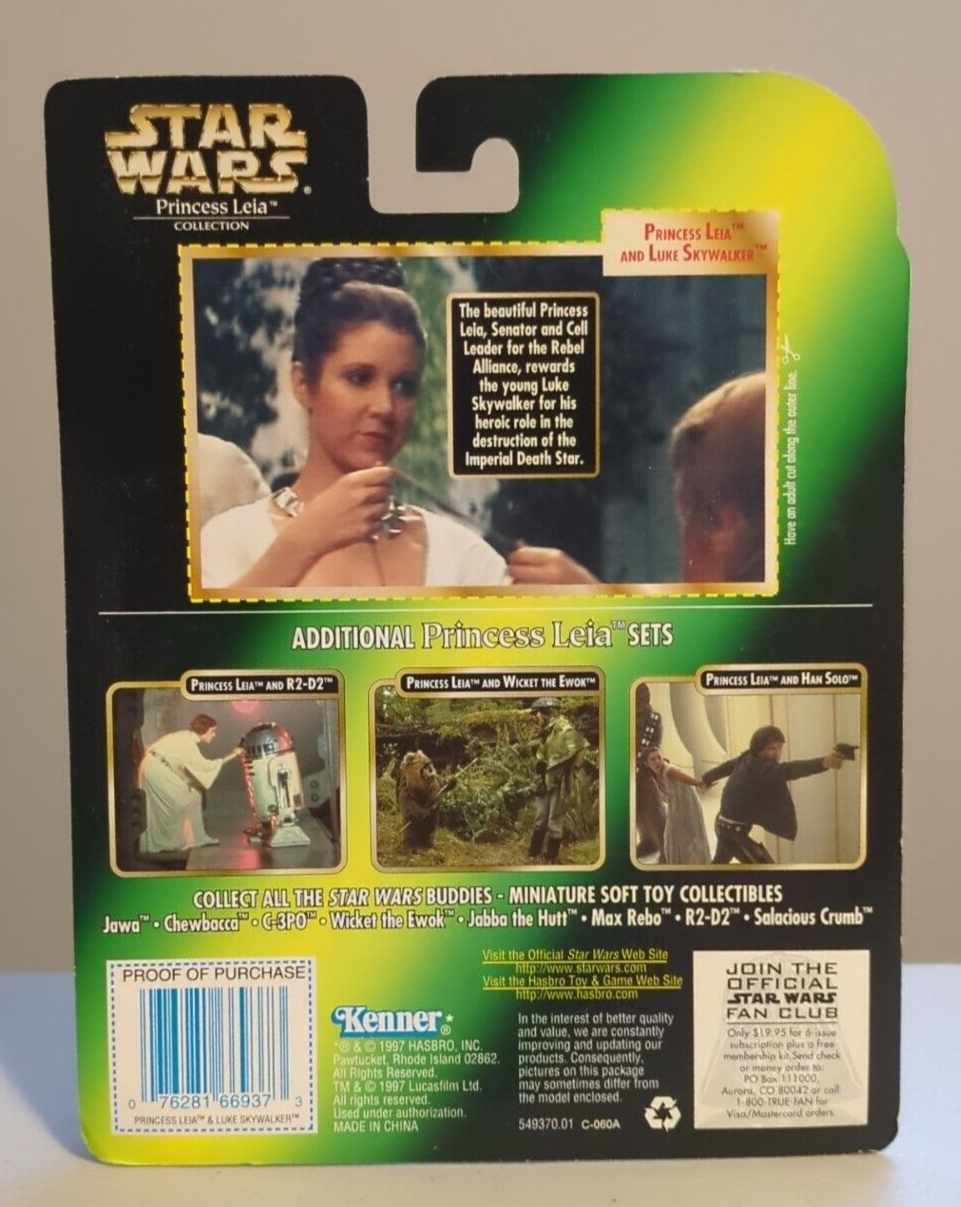 STAR
WARS®
Princess Leia™
COLLECTION
PRINCESS LEIA™
AND LUKE SKYWALKER™
The beautiful Princess
Leia, Senator and Cell
Leader for the Rebel
Alliance, rewards
the young Luke
Skywalker for his
heroic role in the
destruction of the
Imperial Death Star.
Have an adult cut along the outer line.
ADDITIONAL Princess Leia™ SETS
PRINCESS LEIA™ AND R2-D2™
PRINCESS LEIA™ AND WICKET THE EWOK™
PRINCESS LEIA™ AND HAN SOLO™
COLLECT ALL THE STAR WARS BUDDIES - MINIATURE SOFT TOY COLLECTIBLES
Jawa™ • Chewbacca™ • C-3PO™ • Wicket the Ewok™ • Jabba the Hutt™ • Max Rebo™ • R2-D2™ • Salacious Crumb™
PROOF OF PURCHASE
0 76281 66937 3
PRINCESS LEIA™ & LUKE SKYWALKER™
Kenner®
*® & © 1997 HASBRO, INC.
Pawtucket, Rhode Island 02862.
All Rights Reserved.
TM & © 1997 Lucasfilm Ltd.
All rights reserved.
Used under authorization.
MADE IN CHINA
Visit the Official Star Wars Web Site
http://www.starwars.com
Visit the Hasbro Toy & Game Web Site
http://www.hasbro.com
In the interest of better quality
and value, we are constantly
improving and updating our
products. Consequently,
pictures on this package
may sometimes differ from
the model enclosed.
549370.01 C-060A
JOIN THE
OFFICIAL
STAR WARS
FAN CLUB
Only $19.95 for 6-issue
subscription plus a free
membership kit. Send check
or money order to:
PO Box 111000,
Aurora, CO 80042 or call:
1-800-TRUE-FAN for
Visa/Mastercard orders.